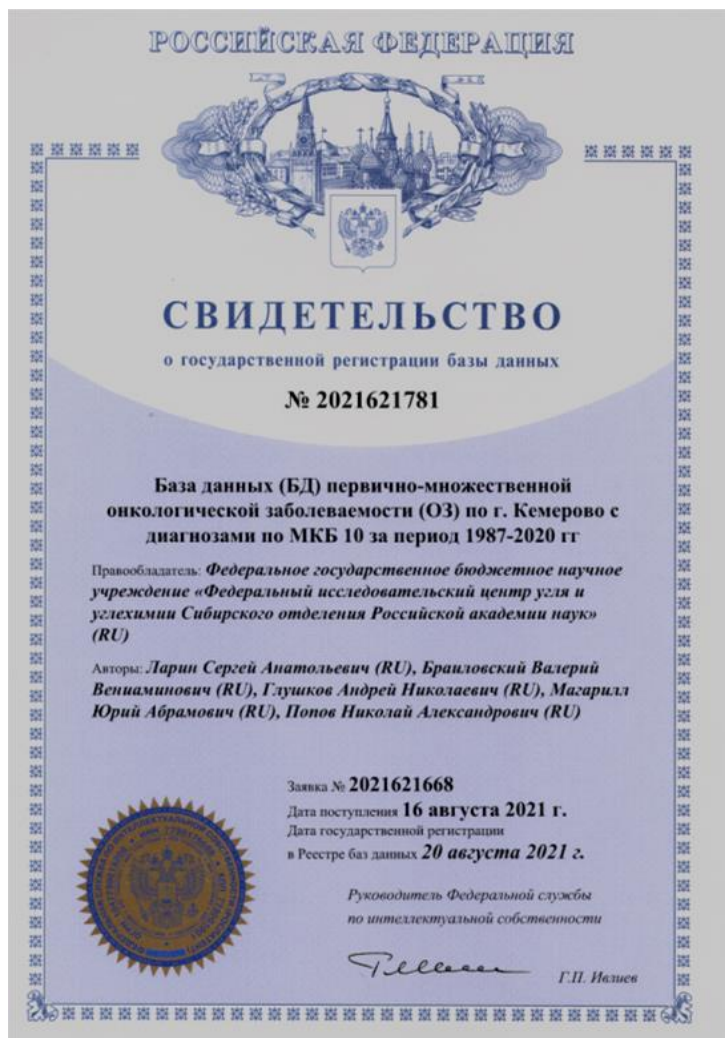 РОССИЙСКАЯ ФЕДЕРАЦИЯ
СВИДЕТЕЛЬСТВО
о государственной регистрации базы данных
№ 2021621781
База данных (БД) первично-множественной
онкологической заболеваемости (ОЗ) по г. Кемерово с
диагнозами по МКБ 10 за период 1987-2020 гг
Правообладатель: Федеральное государственное бюджетное научное
учреждение «Федеральный исследовательский центр угля и
углехимии Сибирского отделения Российской академии наук»
(RU)
Авторы: Ларин Сергей Анатольевич (RU), Браиловский Валерий
Вениаминович (RU), Глушков Андрей Николаевич (RU), Магарилл
Юрий Абрамович (RU), Попов Николай Александрович (RU)
Заявка № 2021621668
Дата поступления 16 августа 2021 г.
Дата государственной регистрации
в Реестре баз данных 20 августа 2021 г.
Руководитель Федеральной службы
по интеллектуальной собственности
Г.П. Ивлиев